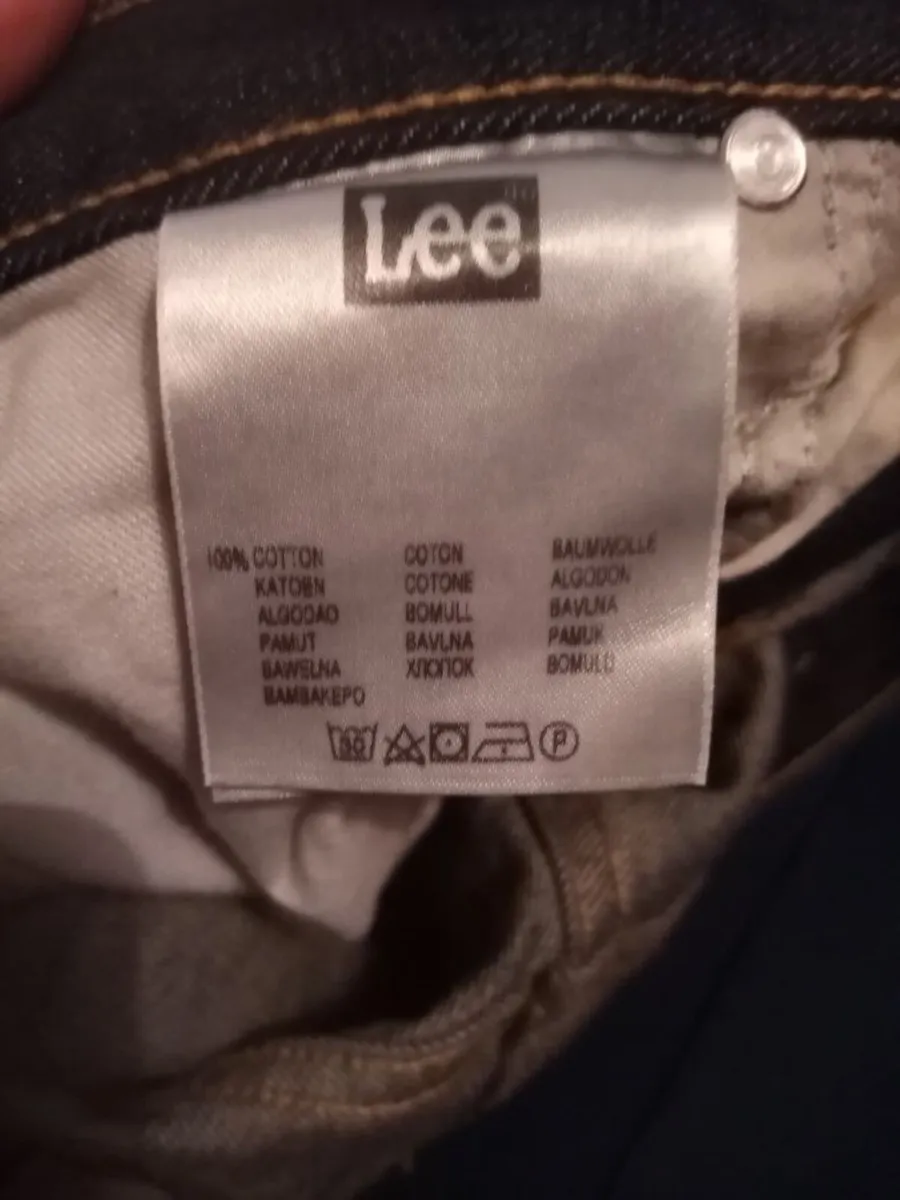 Lee
100% COTTON COTON BAUMWOLLE
KATOEN COTONE ALGODON
ALGODAO BOMULL BAVLNA
PAMUT BAVLNA PAMUK
BAWELNA ХЛОПОК BOMULD
BAMBAKEPO
30
P